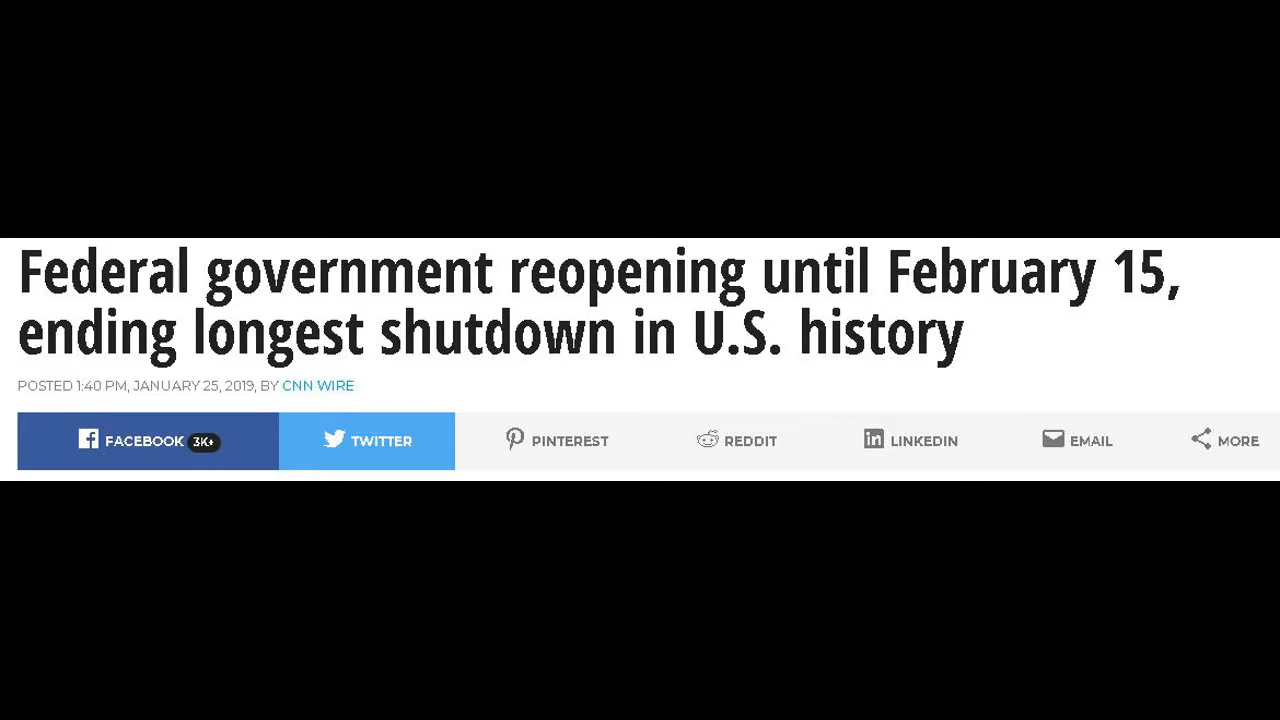 Federal government reopening until February 15,
ending longest shutdown in U.S. history
POSTED 1:40 PM, JANUARY 25, 2019, BY CNN WIRE
FACEBOOK 3K+ TWITTER PINTEREST REDDIT LINKEDIN EMAIL MORE